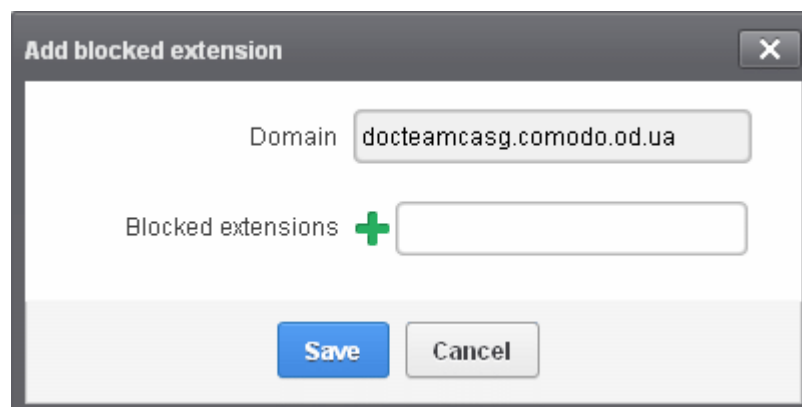 Add blocked extension
Domain docteamcasg.comodo.od.ua
Blocked extensions
Save Cancel